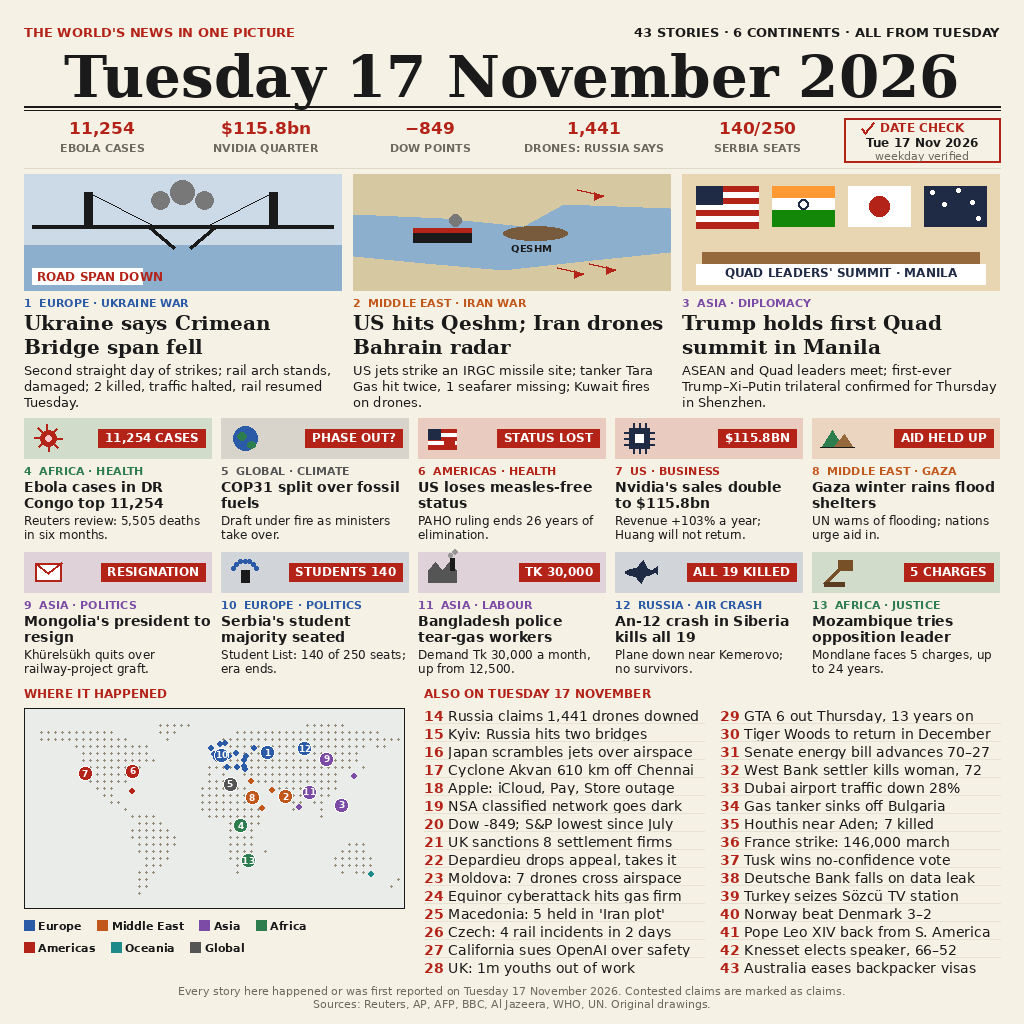 THE WORLD'S NEWS IN ONE PICTURE
43 STORIES · 6 CONTINENTS · ALL FROM TUESDAY
Tuesday 17 November 2026
11,254
EBOLA CASES
$115.8bn
NVIDIA QUARTER
−849
DOW POINTS
1,441
DRONES: RUSSIA SAYS
140/250
SERBIA SEATS
DATE CHECK
Tue 17 Nov 2026
weekday verified
ROAD SPAN DOWN
1 EUROPE · UKRAINE WAR
Ukraine says Crimean
Bridge span fell
Second straight day of strikes; rail arch stands,
damaged; 2 killed, traffic halted, rail resumed
Tuesday.
QESHM
2 MIDDLE EAST · IRAN WAR
US hits Qeshm; Iran drones
Bahrain radar
US jets strike an IRGC missile site; tanker Tara
Gas hit twice, 1 seafarer missing; Kuwait fires
on drones.
QUAD LEADERS' SUMMIT · MANILA
3 ASIA · DIPLOMACY
Trump holds first Quad
summit in Manila
ASEAN and Quad leaders meet; first-ever
Trump–Xi–Putin trilateral confirmed for Thursday
in Shenzhen.
11,254 CASES
4 AFRICA · HEALTH
Ebola cases in DR
Congo top 11,254
Reuters review: 5,505 deaths
in six months.
PHASE OUT?
5 GLOBAL · CLIMATE
COP31 split over fossil
fuels
Draft under fire as ministers
take over.
STATUS LOST
6 AMERICAS · HEALTH
US loses measles-free
status
PAHO ruling ends 26 years of
elimination.
$115.8BN
7 US · BUSINESS
Nvidia's sales double
to $115.8bn
Revenue +103% a year;
Huang will not return.
AID HELD UP
8 MIDDLE EAST · GAZA
Gaza winter rains flood
shelters
UN warns of flooding; nations
urge aid in.
RESIGNATION
9 ASIA · POLITICS
Mongolia's president to
resign
Khürelsükh quits over
railway-project graft.
STUDENTS 140
10 EUROPE · POLITICS
Serbia's student
majority seated
Student List: 140 of 250 seats;
era ends.
TK 30,000
11 ASIA · LABOUR
Bangladesh police
tear-gas workers
Demand Tk 30,000 a month,
up from 12,500.
ALL 19 KILLED
12 RUSSIA · AIR CRASH
An-12 crash in Siberia
kills all 19
Plane down near Kemerovo;
no survivors.
5 CHARGES
13 AFRICA · JUSTICE
Mozambique tries
opposition leader
Mondlane faces 5 charges, up
to 24 years.
WHERE IT HAPPENED
10
1
12
9
7
6
5
8
2
11
3
4
13
Europe
Middle East
Asia
Africa
Americas
Oceania
Global
ALSO ON TUESDAY 17 NOVEMBER
14 Russia claims 1,441 drones downed
15 Kyiv: Russia hits two bridges
16 Japan scrambles jets over airspace
17 Cyclone Akvan 610 km off Chennai
18 Apple: iCloud, Pay, Store outage
19 NSA classified network goes dark
20 Dow -849; S&P lowest since July
21 UK sanctions 8 settlement firms
22 Depardieu drops appeal, takes it
23 Moldova: 7 drones cross airspace
24 Equinor cyberattack hits gas firm
25 Macedonia: 5 held in 'Iran plot'
26 Czech: 4 rail incidents in 2 days
27 California sues OpenAI over safety
28 UK: 1m youths out of work
29 GTA 6 out Thursday, 13 years on
30 Tiger Woods to return in December
31 Senate energy bill advances 70–27
32 West Bank settler kills woman, 72
33 Dubai airport traffic down 28%
34 Gas tanker sinks off Bulgaria
35 Houthis near Aden; 7 killed
36 France strike: 146,000 march
37 Tusk wins no-confidence vote
38 Deutsche Bank falls on data leak
39 Turkey seizes Sözcü TV station
40 Norway beat Denmark 3–2
41 Pope Leo XIV back from S. America
42 Knesset elects speaker, 66–52
43 Australia eases backpacker visas
Every story here happened or was first reported on Tuesday 17 November 2026. Contested claims are marked as claims.
Sources: Reuters, AP, AFP, BBC, Al Jazeera, WHO, UN. Original drawings.